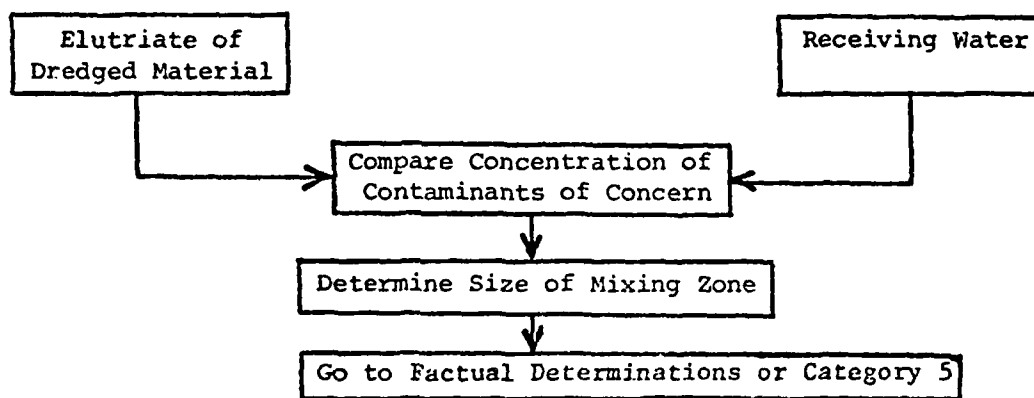 Elutriate of
Dredged Material
Receiving Water
Compare Concentration of
Contaminants of Concern
Determine Size of Mixing Zone
Go to Factual Determinations or Category 5